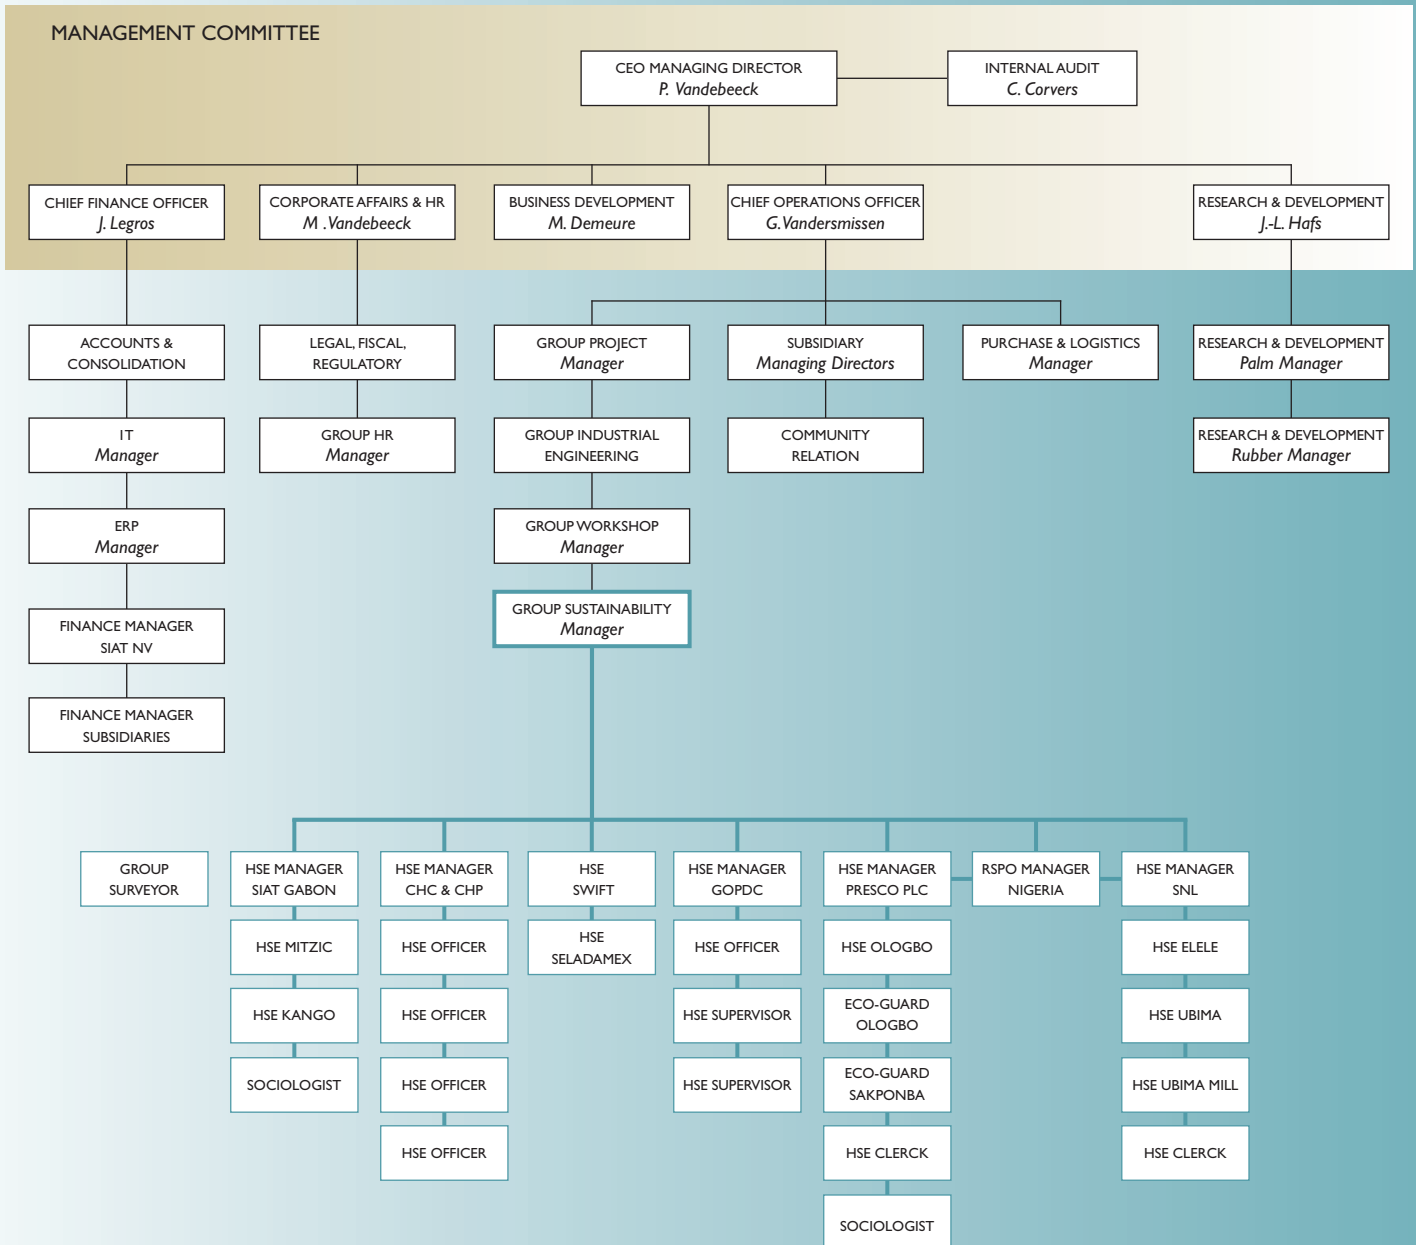 MANAGEMENT COMMITTEE
CEO MANAGING DIRECTOR
P. Vandebeeck
INTERNAL AUDIT
C. Corvers
CHIEF FINANCE OFFICER
J. Legros
CORPORATE AFFAIRS & HR
M .Vandebeeck
BUSINESS DEVELOPMENT
M. Demeure
CHIEF OPERATIONS OFFICER
G.Vandersmissen
RESEARCH & DEVELOPMENT
J.-L. Hafs
ACCOUNTS &
CONSOLIDATION
LEGAL, FISCAL,
REGULATORY
GROUP PROJECT
Manager
SUBSIDIARY
Managing Directors
PURCHASE & LOGISTICS
Manager
RESEARCH & DEVELOPMENT
Palm Manager
IT
Manager
GROUP HR
Manager
GROUP INDUSTRIAL
ENGINEERING
COMMUNITY
RELATION
RESEARCH & DEVELOPMENT
Rubber Manager
ERP
Manager
GROUP WORKSHOP
Manager
FINANCE MANAGER
SIAT NV
GROUP SUSTAINABILITY
Manager
FINANCE MANAGER
SUBSIDIARIES
GROUP
SURVEYOR
HSE MANAGER
SIAT GABON
HSE MANAGER
CHC & CHP
HSE
SWIFT
HSE MANAGER
GOPDC
HSE MANAGER
PRESCO PLC
RSPO MANAGER
NIGERIA
HSE MANAGER
SNL
HSE MITZIC
HSE OFFICER
HSE
SELADAMEX
HSE OFFICER
HSE OLOGBO
HSE ELELE
HSE KANGO
HSE OFFICER
HSE SUPERVISOR
ECO-GUARD
OLOGBO
HSE UBIMA
SOCIOLOGIST
HSE OFFICER
HSE SUPERVISOR
ECO-GUARD
SAKPONBA
HSE UBIMA MILL
HSE OFFICER
HSE CLERCK
HSE CLERCK
SOCIOLOGIST